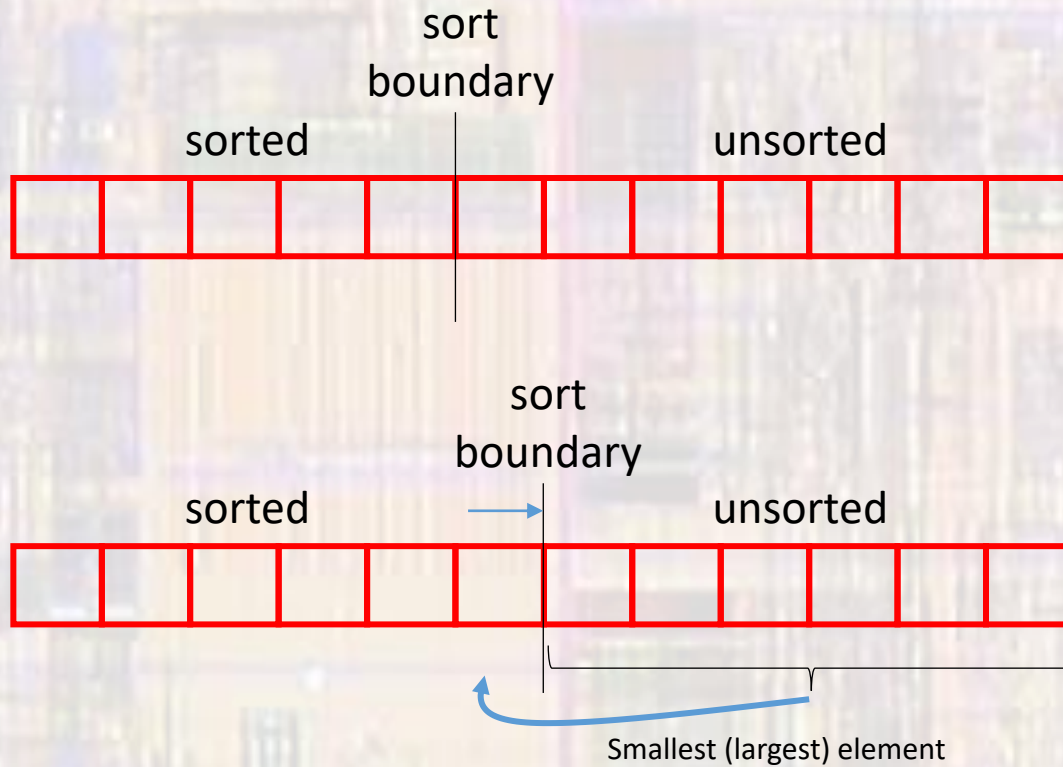 sort
boundary
sorted
unsorted
sort
boundary
sorted
unsorted
Smallest (largest) element